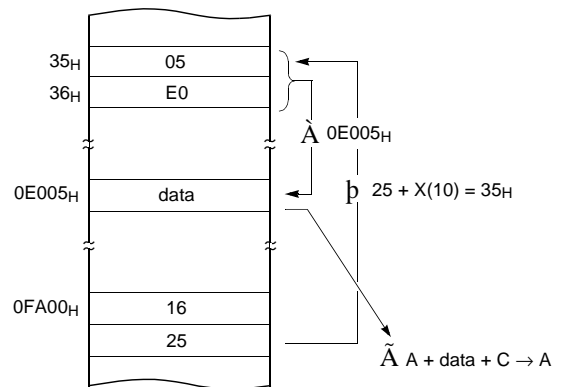 35H
05
36H
E0
À 0E005H
0E005H
data
þ 25 + X(10) = 35H
0FA00H
16
25
Ã A + data + C → A